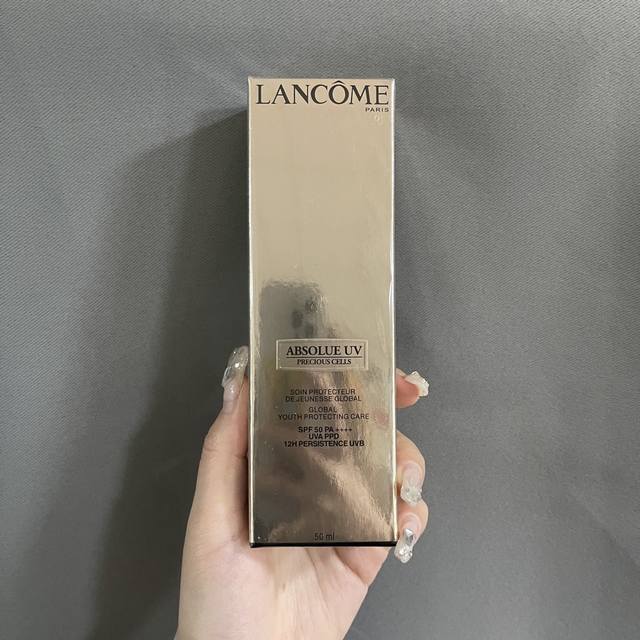 LANCÔME
PARIS
ABSOLUE UV
PRECIOUS CELLS
SOIN PROTECTEUR
DE JEUNESSE GLOBAL
GLOBAL
YOUTH PROTECTING CARE
SPF 50 PA ++++
UVA PPD
12H PERSISTENCE UVB
50 ml